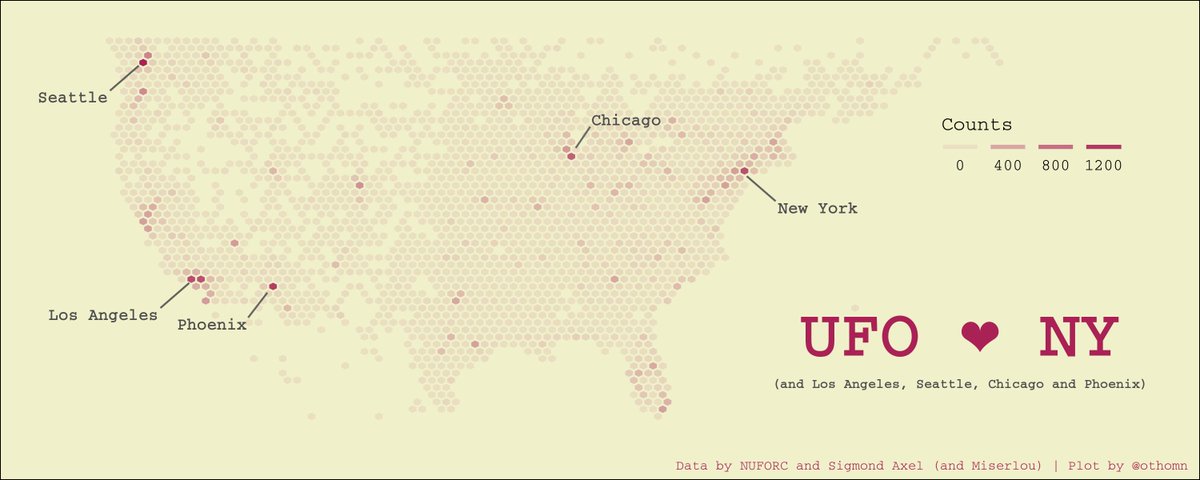 Seattle
Chicago
Counts
0 400 800 1200
New York
Los Angeles
Phoenix
UFO ❤ NY
(and Los Angeles, Seattle, Chicago and Phoenix)
Data by NUFORC and Sigmond Axel (and Miserlou) | Plot by @othomn